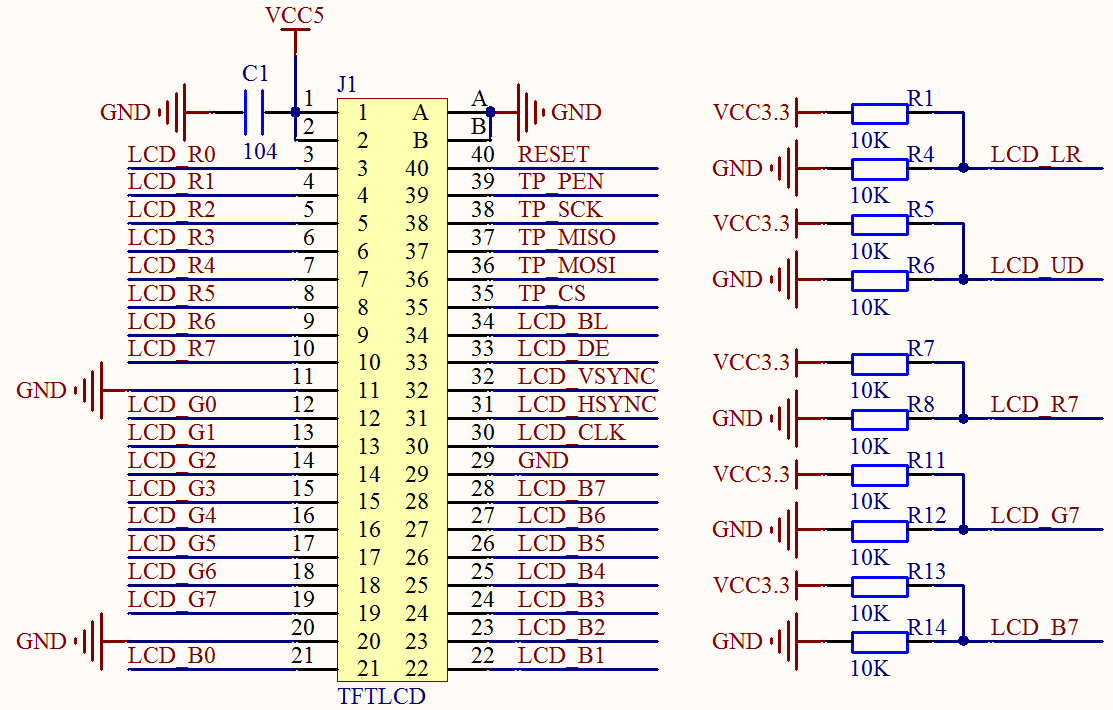 VCC5
C1
J1
GND
104
1 1 A A GND
2 2 B B
LCD_R0 3 3 40 40 RESET
LCD_R1 4 4 39 39 TP_PEN
LCD_R2 5 5 38 38 TP_SCK
LCD_R3 6 6 37 37 TP_MISO
LCD_R4 7 7 36 36 TP_MOSI
LCD_R5 8 8 35 35 TP_CS
LCD_R6 9 9 34 34 LCD_BL
LCD_R7 10 10 33 33 LCD_DE
GND 11 11 32 32 LCD_VSYNC
LCD_G0 12 12 31 31 LCD_HSYNC
LCD_G1 13 13 30 30 LCD_CLK
LCD_G2 14 14 29 29 GND
LCD_G3 15 15 28 28 LCD_B7
LCD_G4 16 16 27 27 LCD_B6
LCD_G5 17 17 26 26 LCD_B5
LCD_G6 18 18 25 25 LCD_B4
LCD_G7 19 19 24 24 LCD_B3
GND 20 20 23 23 LCD_B2
LCD_B0 21 21 22 22 LCD_B1
TFTLCD
VCC3.3 R1
10K
GND R4 LCD_LR
10K
VCC3.3 R5
10K
GND R6 LCD_UD
10K
VCC3.3 R7
10K
GND R8 LCD_R7
10K
VCC3.3 R11
10K
GND R12 LCD_G7
10K
VCC3.3 R13
10K
GND R14 LCD_B7
10K